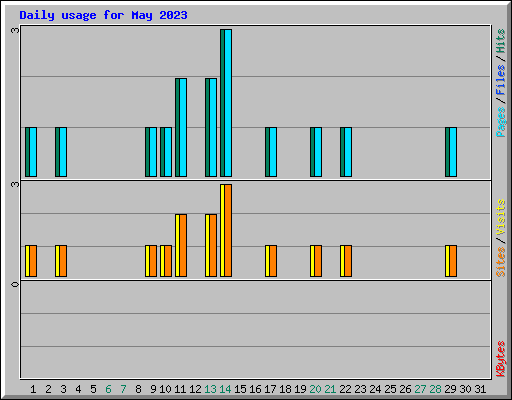 Daily usage for May 2023
3
3
0
Pages / Files / Hits
Sites / Visits
KBytes
1 2 3 4 5 6 7 8 9 10 11 12 13 14 15 16 17 18 19 20 21 22 23 24 25 26 27 28 29 30 31